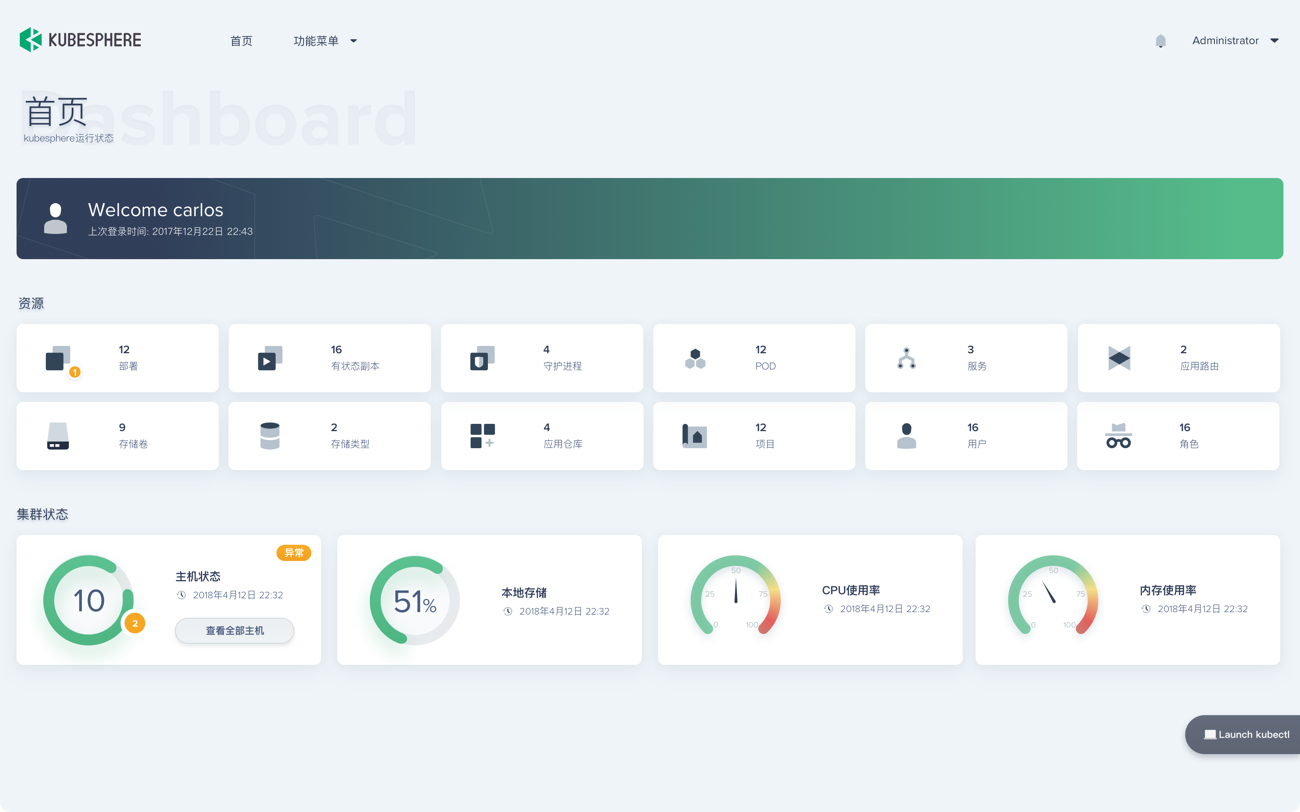 KUBESPHERE
首页
功能菜单
Administrator
Dashboard
首页
kubesphere运行状态
Welcome carlos
上次登录时间: 2017年12月22日 22:43
资源
12
部署
1
16
有状态副本
4
守护进程
12
POD
3
服务
2
应用路由
9
存储卷
2
存储类型
4
应用仓库
12
项目
16
用户
16
角色
集群状态
异常
10
2
主机状态
2018年4月12日 22:32
查看全部主机
51%
本地存储
2018年4月12日 22:32
50
25
75
0
100
CPU使用率
2018年4月12日 22:32
50
25
75
0
100
内存使用率
2018年4月12日 22:32
Launch kubectl